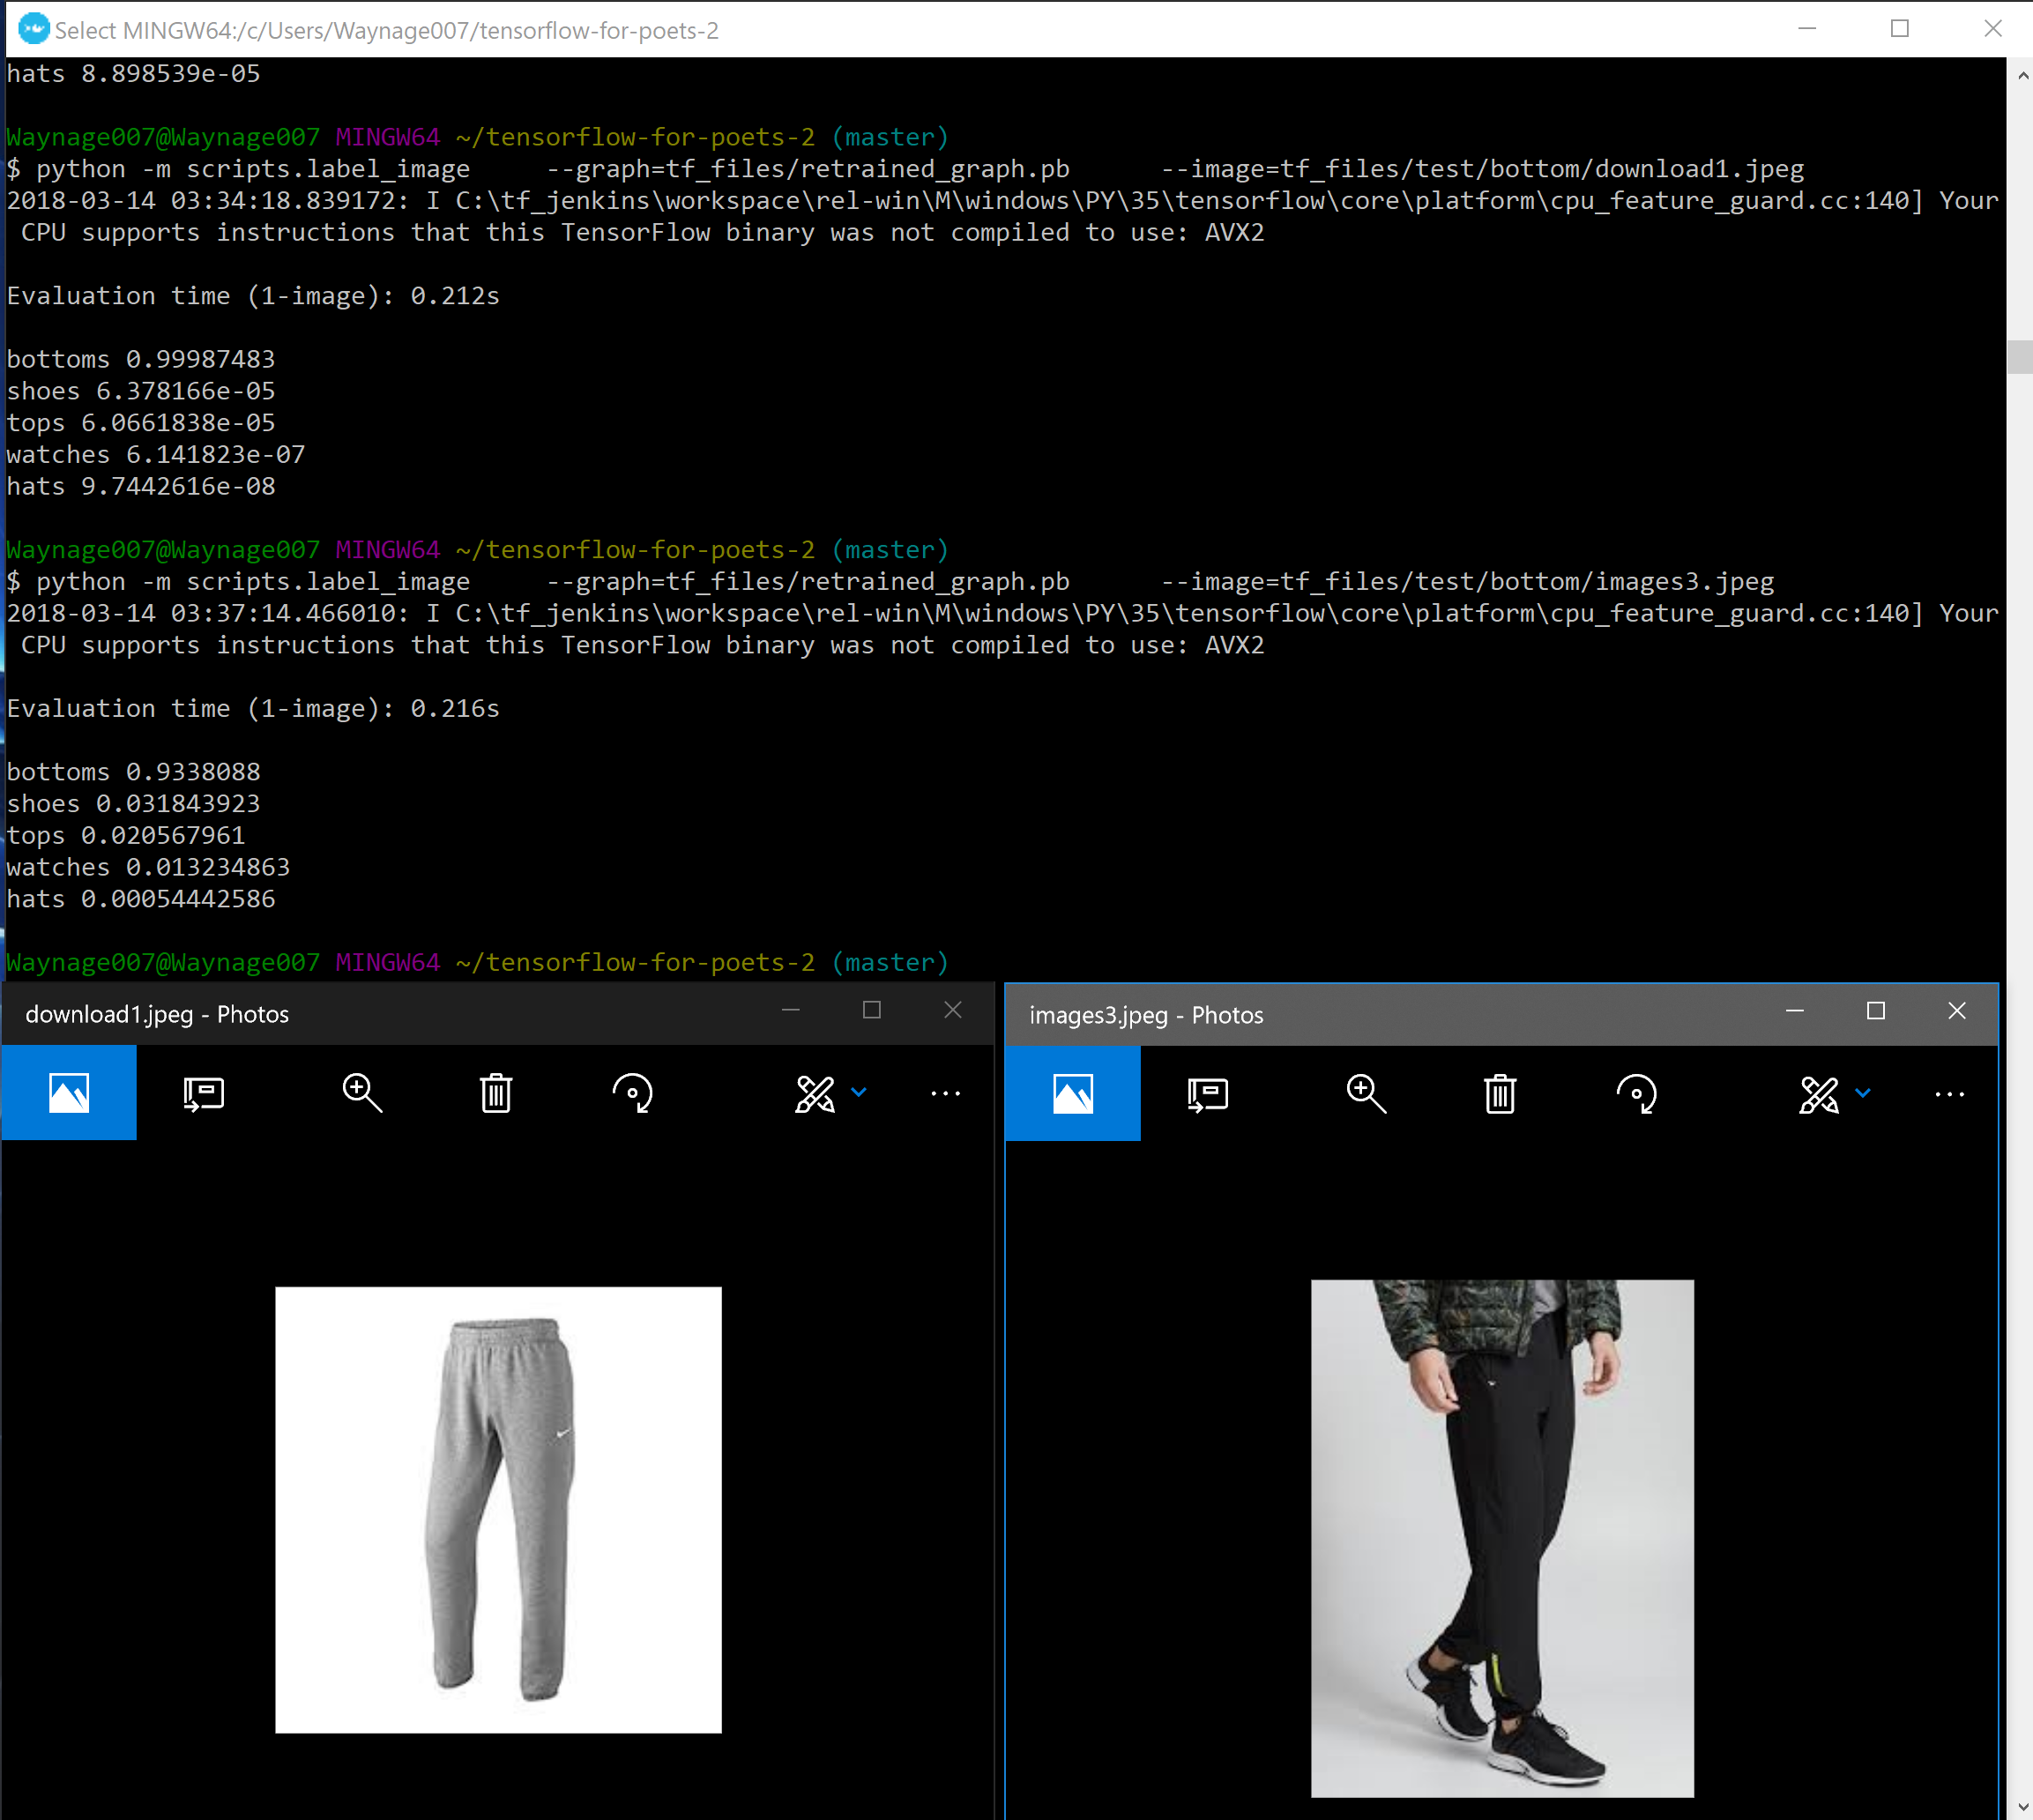 Select MINGW64:/c/Users/Waynage007/tensorflow-for-poets-2
hats 8.898539e-05
Waynage007@Waynage007 MINGW64 ~/tensorflow-for-poets-2 (master)
$ python -m scripts.label_image     --graph=tf_files/retrained_graph.pb      --image=tf_files/test/bottom/download1.jpeg
2018-03-14 03:34:18.839172: I C:\tf_jenkins\workspace\rel-win\M\windows\PY\35\tensorflow\core\platform\cpu_feature_guard.cc:140] Your
 CPU supports instructions that this TensorFlow binary was not compiled to use: AVX2
Evaluation time (1-image): 0.212s
bottoms 0.99987483
shoes 6.378166e-05
tops 6.0661838e-05
watches 6.141823e-07
hats 9.7442616e-08
Waynage007@Waynage007 MINGW64 ~/tensorflow-for-poets-2 (master)
$ python -m scripts.label_image     --graph=tf_files/retrained_graph.pb      --image=tf_files/test/bottom/images3.jpeg
2018-03-14 03:37:14.466010: I C:\tf_jenkins\workspace\rel-win\M\windows\PY\35\tensorflow\core\platform\cpu_feature_guard.cc:140] Your
 CPU supports instructions that this TensorFlow binary was not compiled to use: AVX2
Evaluation time (1-image): 0.216s
bottoms 0.9338088
shoes 0.031843923
tops 0.020567961
watches 0.013234863
hats 0.00054442586
Waynage007@Waynage007 MINGW64 ~/tensorflow-for-poets-2 (master)
download1.jpeg - Photos
images3.jpeg - Photos